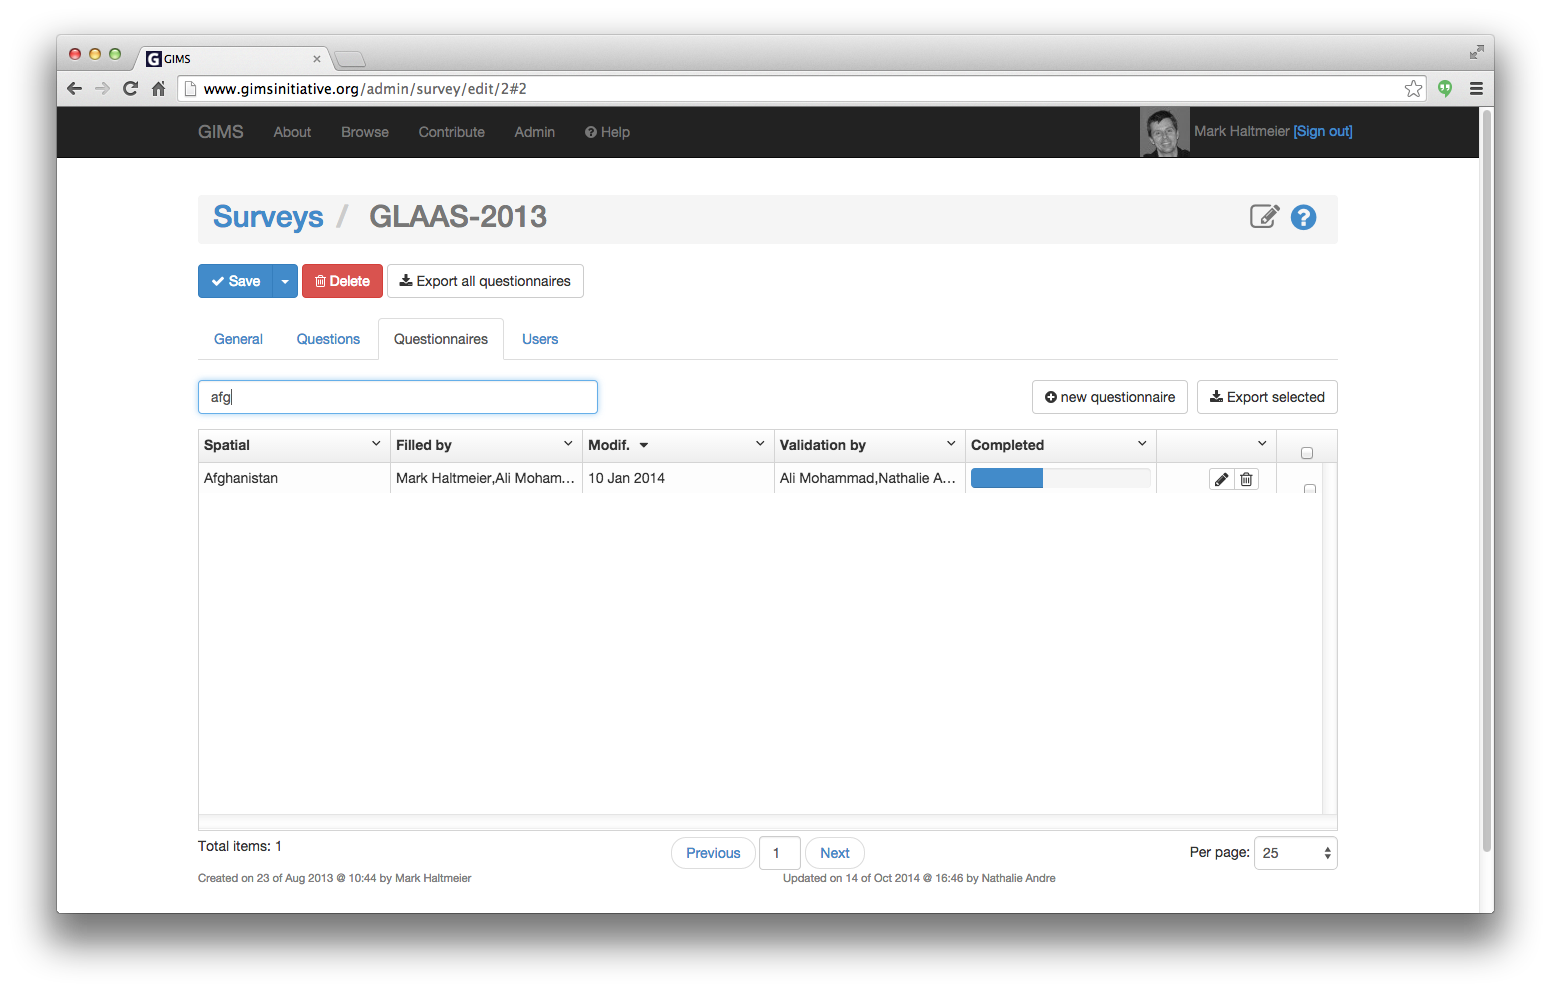 GIMS
www.gimsinitiative.org/admin/survey/edit/2#2
GIMS About Browse Contribute Admin Help Mark Haltmeier [Sign out]
Surveys / GLAAS-2013
Save Delete Export all questionnaires
General Questions Questionnaires Users
afg new questionnaire Export selected
Spatial Filled by Modif. Validation by Completed
Afghanistan Mark Haltmeier,Ali Moham... 10 Jan 2014 Ali Mohammad,Nathalie A...
Total items: 1 Previous 1 Next Per page: 25
Created on 23 of Aug 2013 @ 10:44 by Mark Haltmeier Updated on 14 of Oct 2014 @ 16:46 by Nathalie Andre